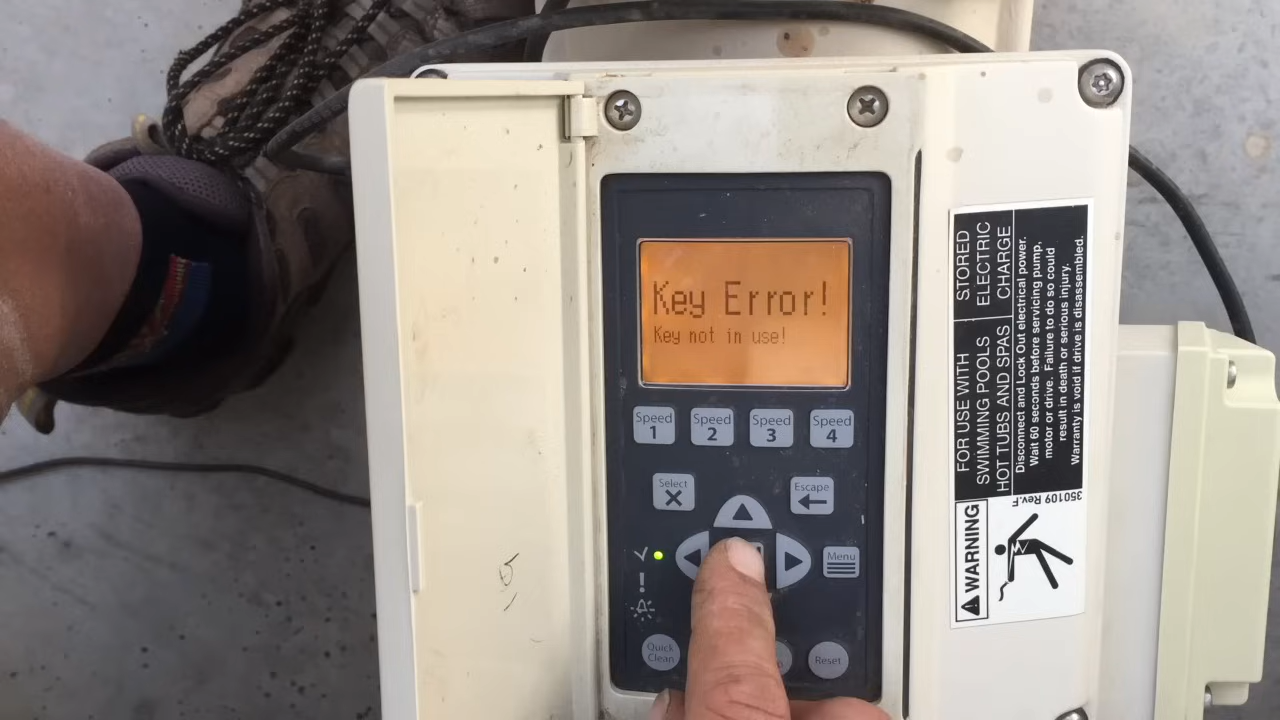 Key Error!
Key not in use!
Speed
1
Speed
2
Speed
3
Speed
4
Select
Escape
Menu
!
Quick
Clean
Reset
FOR USE WITH
SWIMMING POOLS
HOT TUBS AND SPAS
STORED
ELECTRIC
CHARGE
Disconnect and Lock Out electrical power.
Wait 60 seconds before servicing pump,
motor or drive. Failure to do so could
result in death or serious injury.
Warranty is void if drive is disassembled.
WARNING
350109 Rev.F